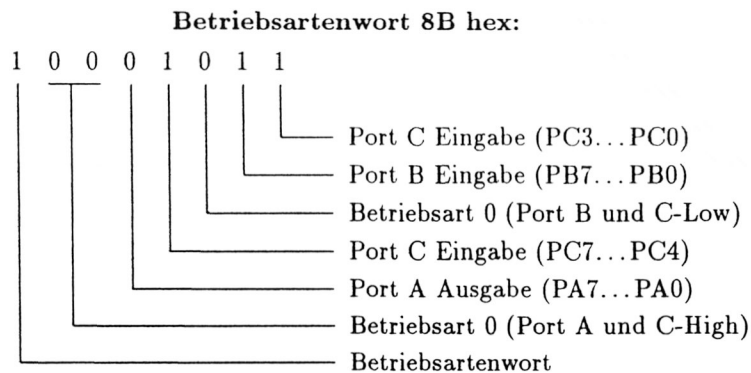 Betriebsartenwort 8B hex:
1 0 0 0 1 0 1 1
Port C Eingabe (PC3...PC0)
Port B Eingabe (PB7...PB0)
Betriebsart 0 (Port B und C-Low)
Port C Eingabe (PC7...PC4)
Port A Ausgabe (PA7...PA0)
Betriebsart 0 (Port A und C-High)
Betriebsartenwort